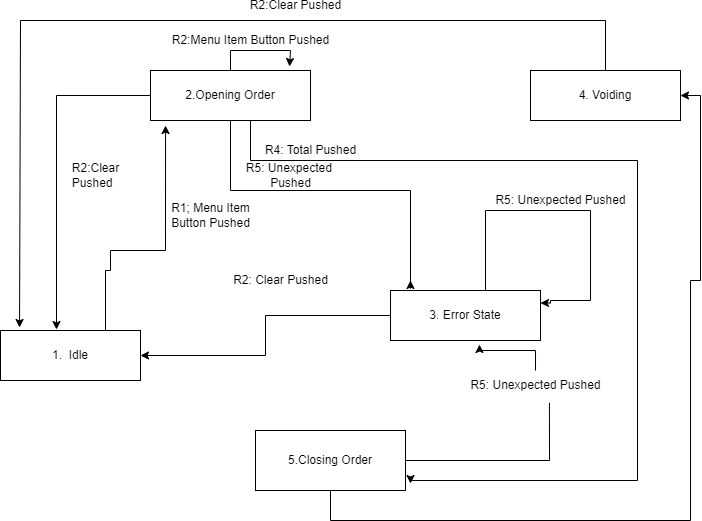 R2:Clear Pushed
R2:Menu Item Button Pushed
2.Opening Order
4. Voiding
R4: Total Pushed
R2:Clear
Pushed
R5: Unexpected
Pushed
R1; Menu Item
Button Pushed
R5: Unexpected Pushed
R2: Clear Pushed
3. Error State
1.  Idle
R5: Unexpected Pushed
5.Closing Order